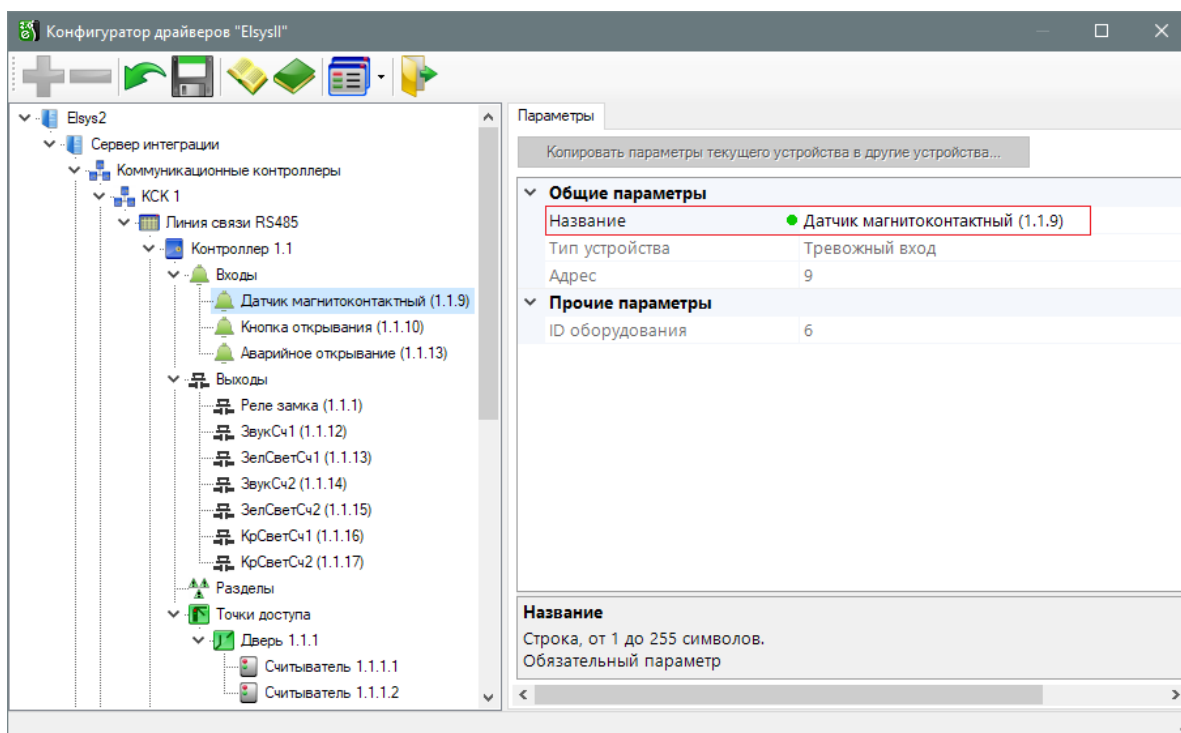 Конфигуратор драйверов "ElsysII"
Elsys2
Сервер интеграции
Коммуникационные контроллеры
КСК 1
Линия связи RS485
Контроллер 1.1
Входы
Датчик магнитоконтактный (1.1.9)
Кнопка открывания (1.1.10)
Аварийное открывание (1.1.13)
Выходы
Реле замка (1.1.1)
ЗвукСч1 (1.1.12)
ЗелСветСч1 (1.1.13)
ЗвукСч2 (1.1.14)
ЗелСветСч2 (1.1.15)
КрСветСч1 (1.1.16)
КрСветСч2 (1.1.17)
Разделы
Точки доступа
Дверь 1.1.1
Считыватель 1.1.1.1
Считыватель 1.1.1.2
Параметры
Копировать параметры текущего устройства в другие устройства...
Общие параметры
Название Датчик магнитоконтактный (1.1.9)
Тип устройства Тревожный вход
Адрес 9
Прочие параметры
ID оборудования 6
Название
Строка, от 1 до 255 символов.
Обязательный параметр